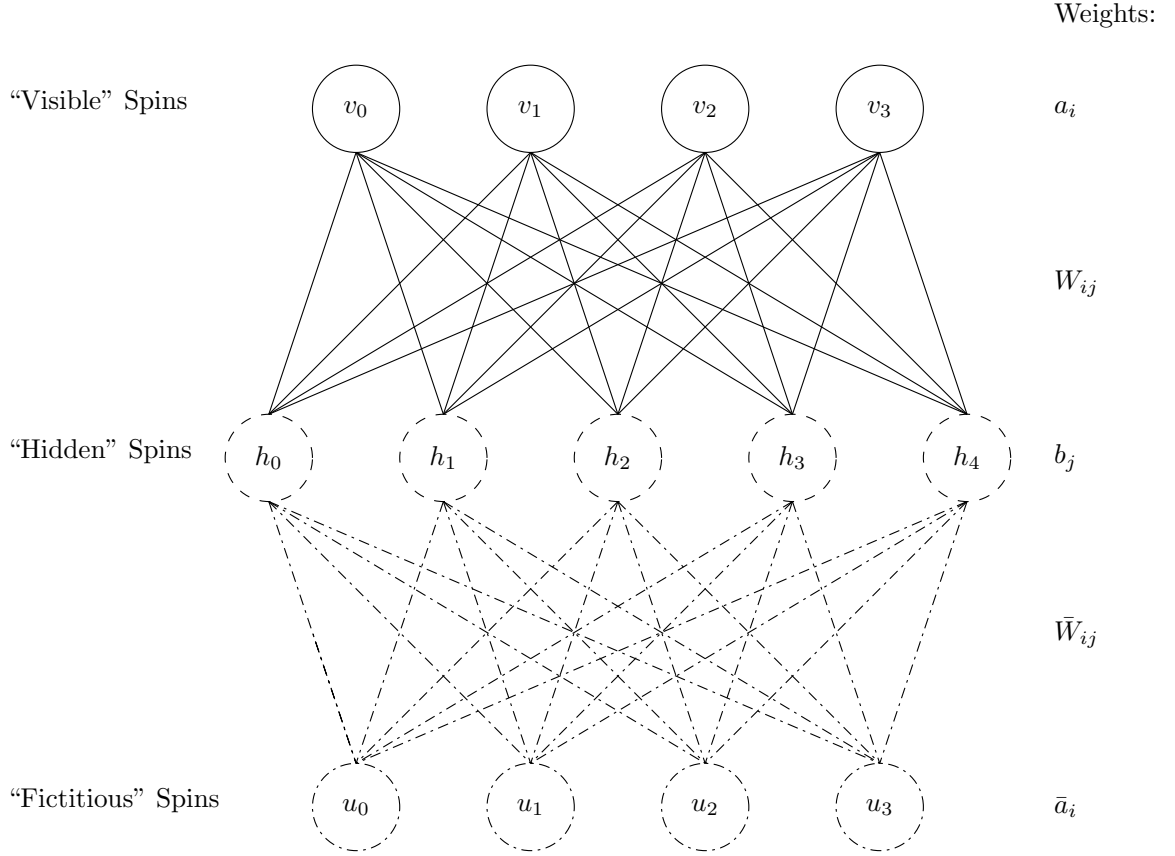 Weights:
“Visible” Spins v₀ v₁ v₂ v₃ aᵢ
Wᵢⱼ
“Hidden” Spins h₀ h₁ h₂ h₃ h₄ bⱼ
W̄ᵢⱼ
“Fictitious” Spins u₀ u₁ u₂ u₃ āᵢ